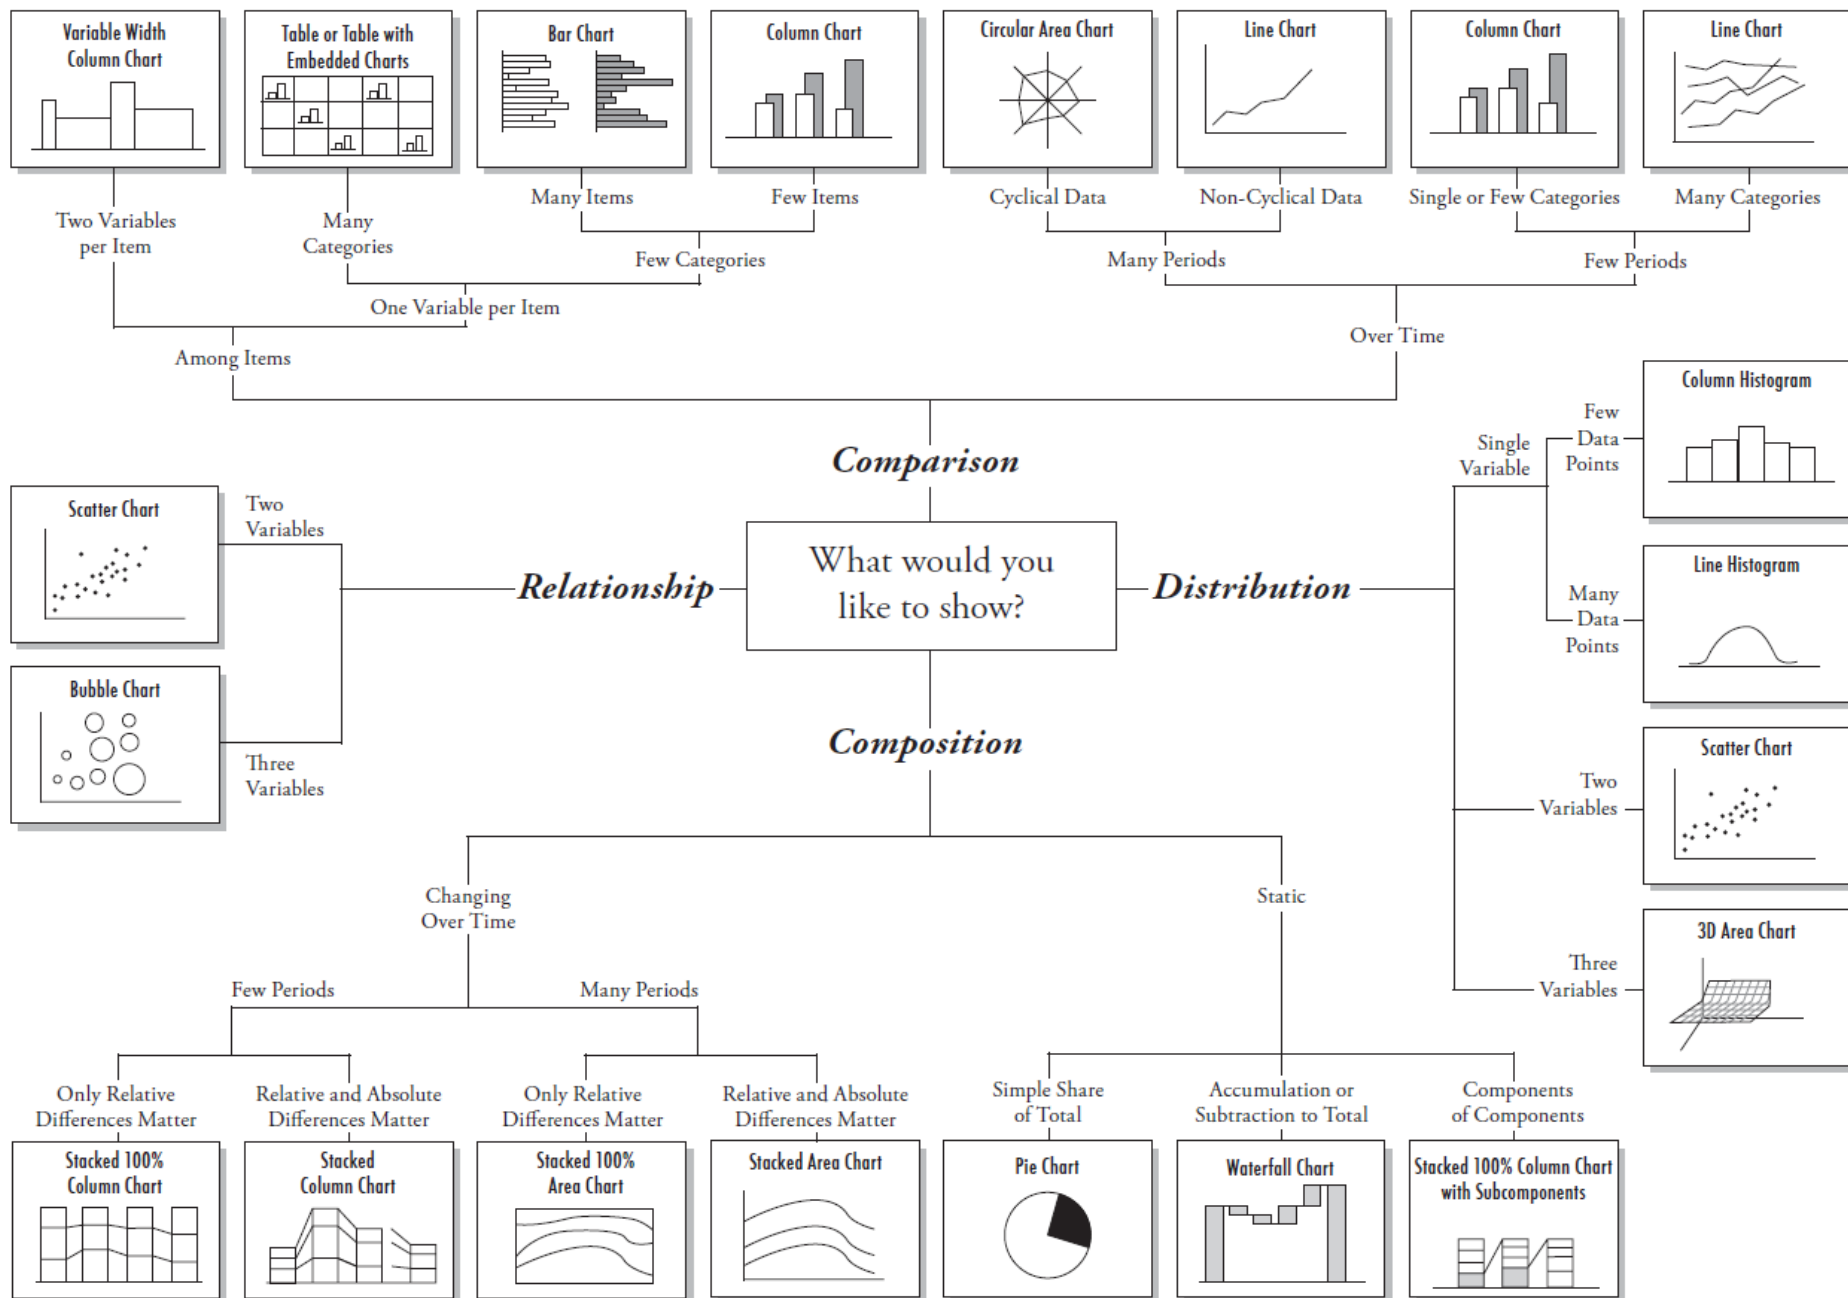 Variable Width
Column Chart
Table or Table with
Embedded Charts
Bar Chart
Column Chart
Circular Area Chart
Line Chart
Column Chart
Line Chart
Two Variables
per Item
Many
Categories
Many Items
Few Items
Cyclical Data
Non-Cyclical Data
Single or Few Categories
Many Categories
Few Categories
Many Periods
Few Periods
One Variable per Item
Among Items
Over Time
Comparison
What would you
like to show?
Relationship
Two
Variables
Scatter Chart
Three
Variables
Bubble Chart
Distribution
Single
Variable
Few
Data
Points
Column Histogram
Many
Data
Points
Line Histogram
Two
Variables
Scatter Chart
Three
Variables
3D Area Chart
Composition
Changing
Over Time
Static
Few Periods
Many Periods
Only Relative
Differences Matter
Relative and Absolute
Differences Matter
Only Relative
Differences Matter
Relative and Absolute
Differences Matter
Simple Share
of Total
Accumulation or
Subtraction to Total
Components
of Components
Stacked 100%
Column Chart
Stacked
Column Chart
Stacked 100%
Area Chart
Stacked Area Chart
Pie Chart
Waterfall Chart
Stacked 100% Column Chart
with Subcomponents